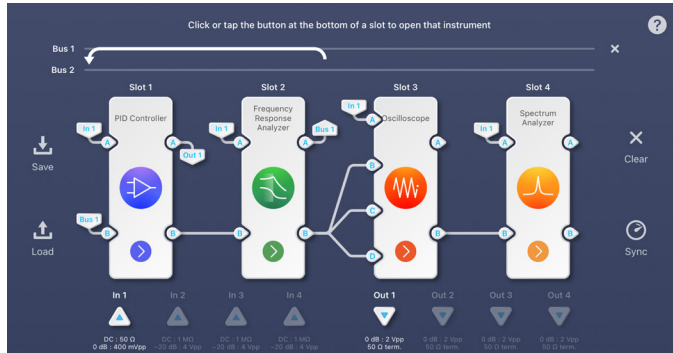 Click or tap the button at the bottom of a slot to open that instrument
?
Bus 1
×
Bus 2
Slot 1
Slot 2
Slot 3
Slot 4
In 1
PID Controller
A
A
Out 1
Bus 1
B
B
In 1
Frequency
Response
Analyzer
A
A
Bus 1
B
B
In 1
Oscilloscope
A
B
C
D
A
B
In 1
Spectrum
Analyzer
A
A
B
B
Save
Load
Clear
Sync
In 1
In 2
In 3
In 4
Out 1
Out 2
Out 3
Out 4
DC : 50 Ω
0 dB : 400 mVpp
DC : 1 MΩ
−20 dB : 4 Vpp
DC : 1 MΩ
−20 dB : 4 Vpp
DC : 1 MΩ
−20 dB : 4 Vpp
0 dB : 2 Vpp
50 Ω term.
0 dB : 2 Vpp
50 Ω term.
0 dB : 2 Vpp
50 Ω term.
0 dB : 2 Vpp
50 Ω term.